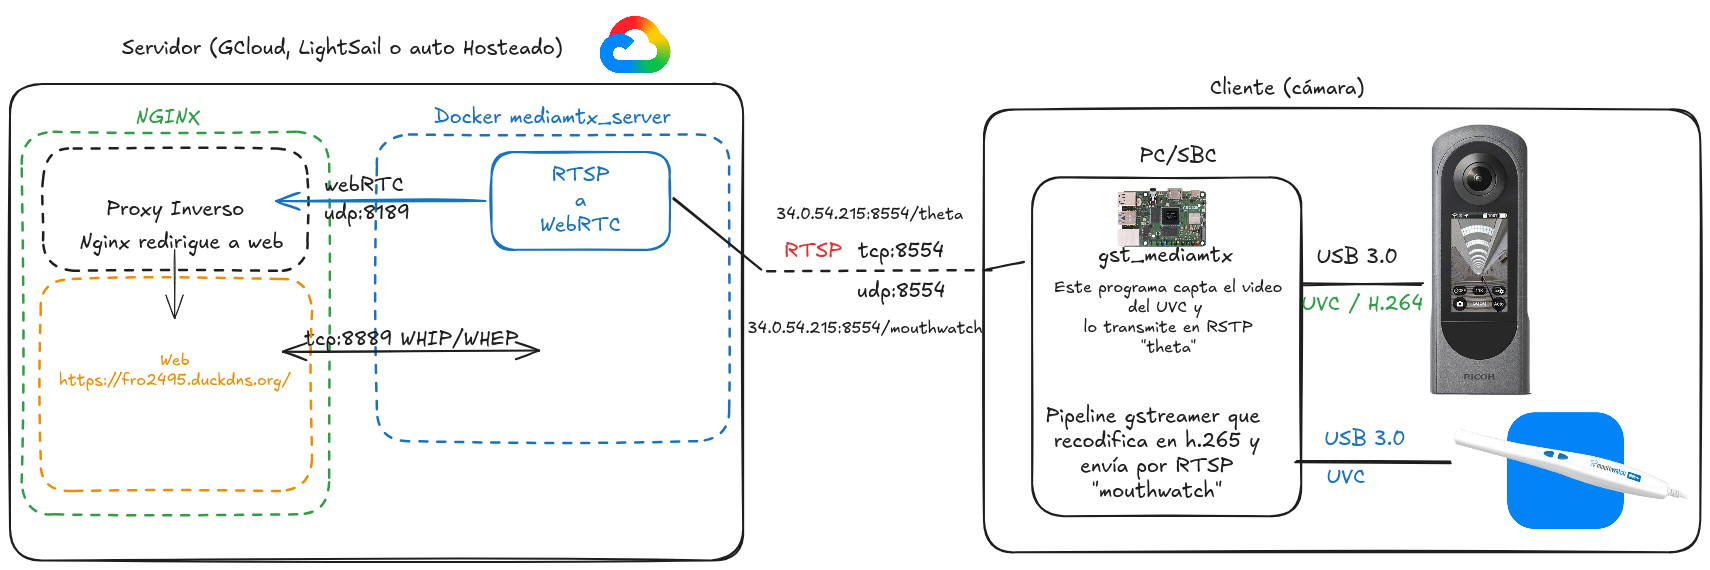 Servidor (GCloud, LightSail o auto Hosteado)
NGINX
Proxy Inverso
Nginx redirigue a web
Web
https://fro2495.duckdns.org/
webRTC
udp:8189
tcp:8889 WHIP/WHEP
Docker mediamtx_server
RTSP
a
WebRTC
34.0.54.215:8554/theta
RTSP tcp:8554
udp:8554
34.0.54.215:8554/mouthwatch
Cliente (cámara)
PC/SBC
gst_mediamtx
Este programa capta el video
del UVC y
lo transmite en RSTP
"theta"
Pipeline gstreamer que
recodifica en h.265 y
envía por RTSP
"mouthwatch"
USB 3.0
UVC / H.264
RICOH
USB 3.0
UVC
mouthwatch